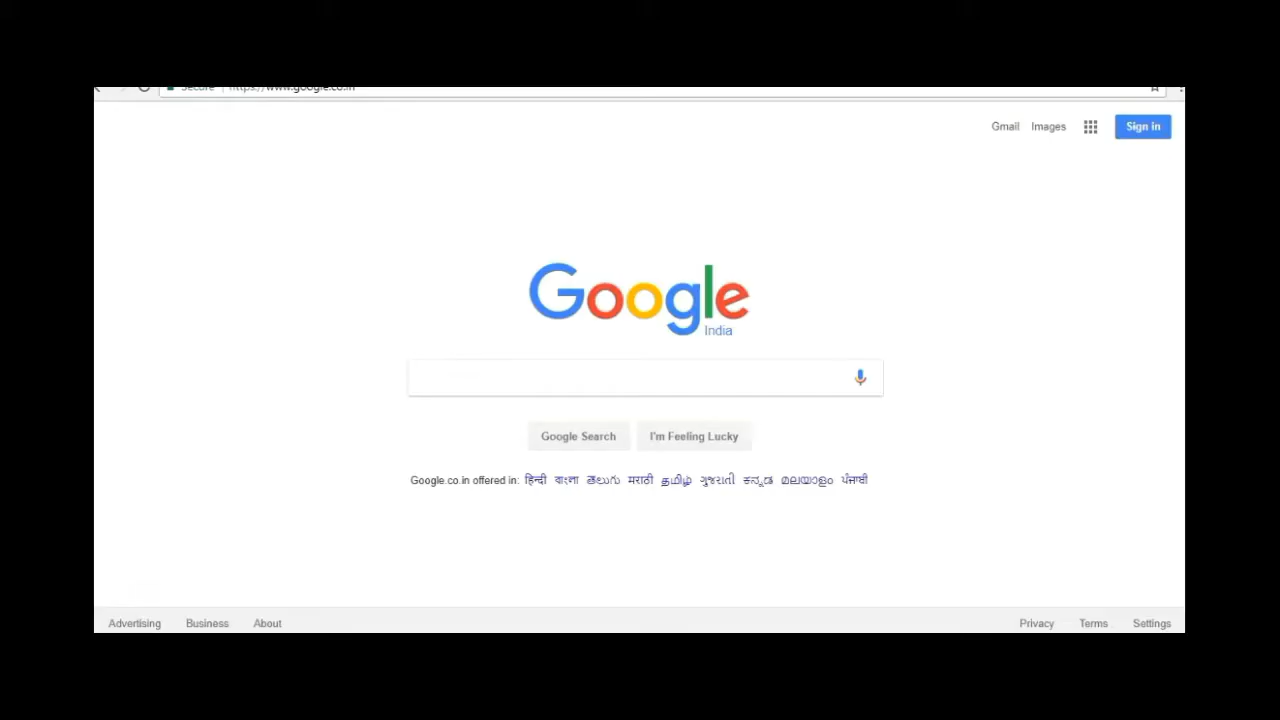 Secure https://www.google.co.in
Gmail Images Sign in
Google
India
Google Search I'm Feeling Lucky
Google.co.in offered in: हिन्दी বাংলা తెలుగు मराठी தமிழ் ગુજરાતી ಕನ್ನಡ മലയാളം ਪੰਜਾਬੀ
Advertising Business About Privacy Terms Settings